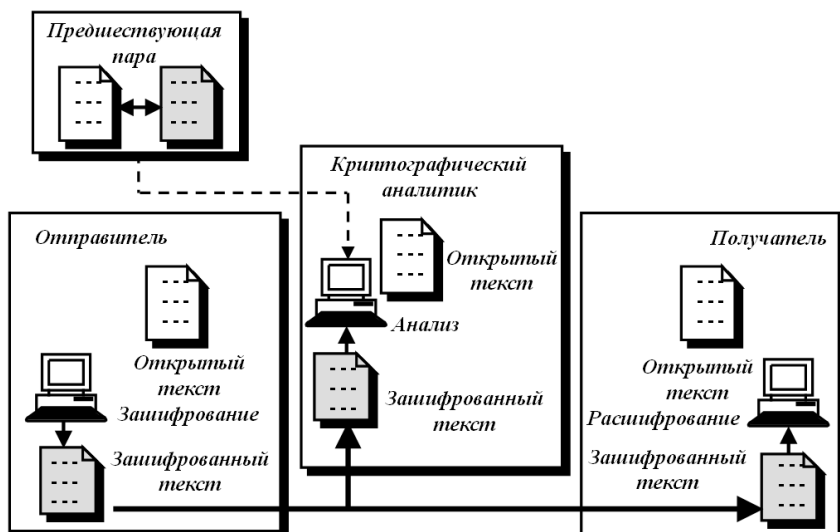 Предшествующая
пара
Криптографический
аналитик
Открытый
текст
Анализ
Зашифрованный
текст
Отправитель
Открытый
текст
Зашифрование
Зашифрованный
текст
Получатель
Открытый
текст
Расшифрование
Зашифрованный
текст